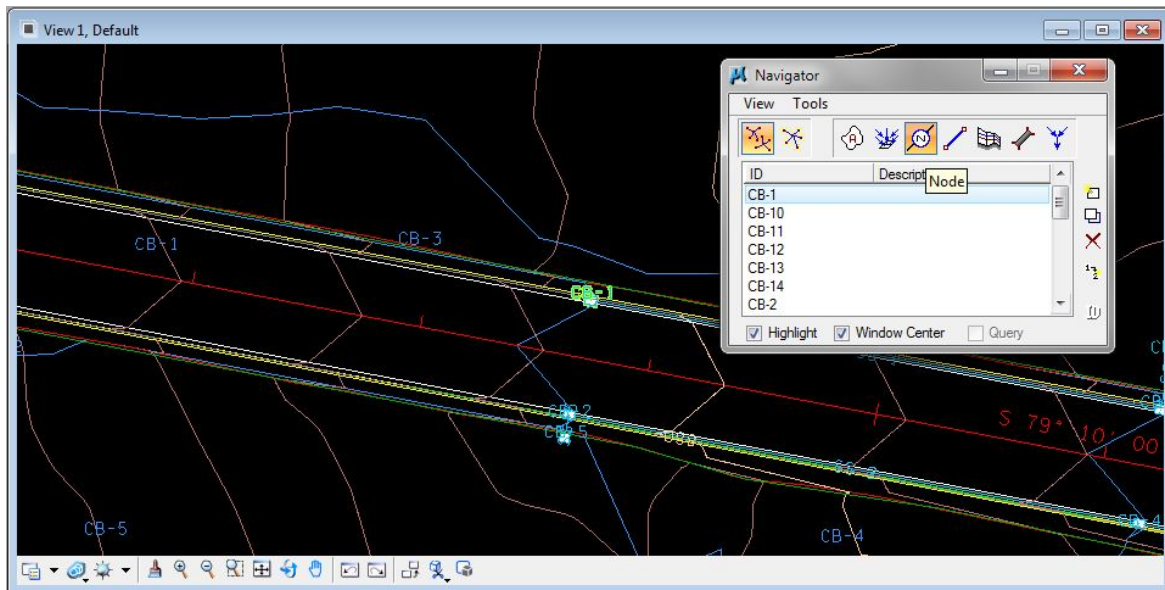 View 1, Default
Navigator
View Tools
ID Descript
Node
CB-1
CB-10
CB-11
CB-12
CB-13
CB-14
CB-2
Highlight Window Center Query
CB-1
CB-3
CB-1
S 79° 10' 00
CB-4
CB-5
CB-4